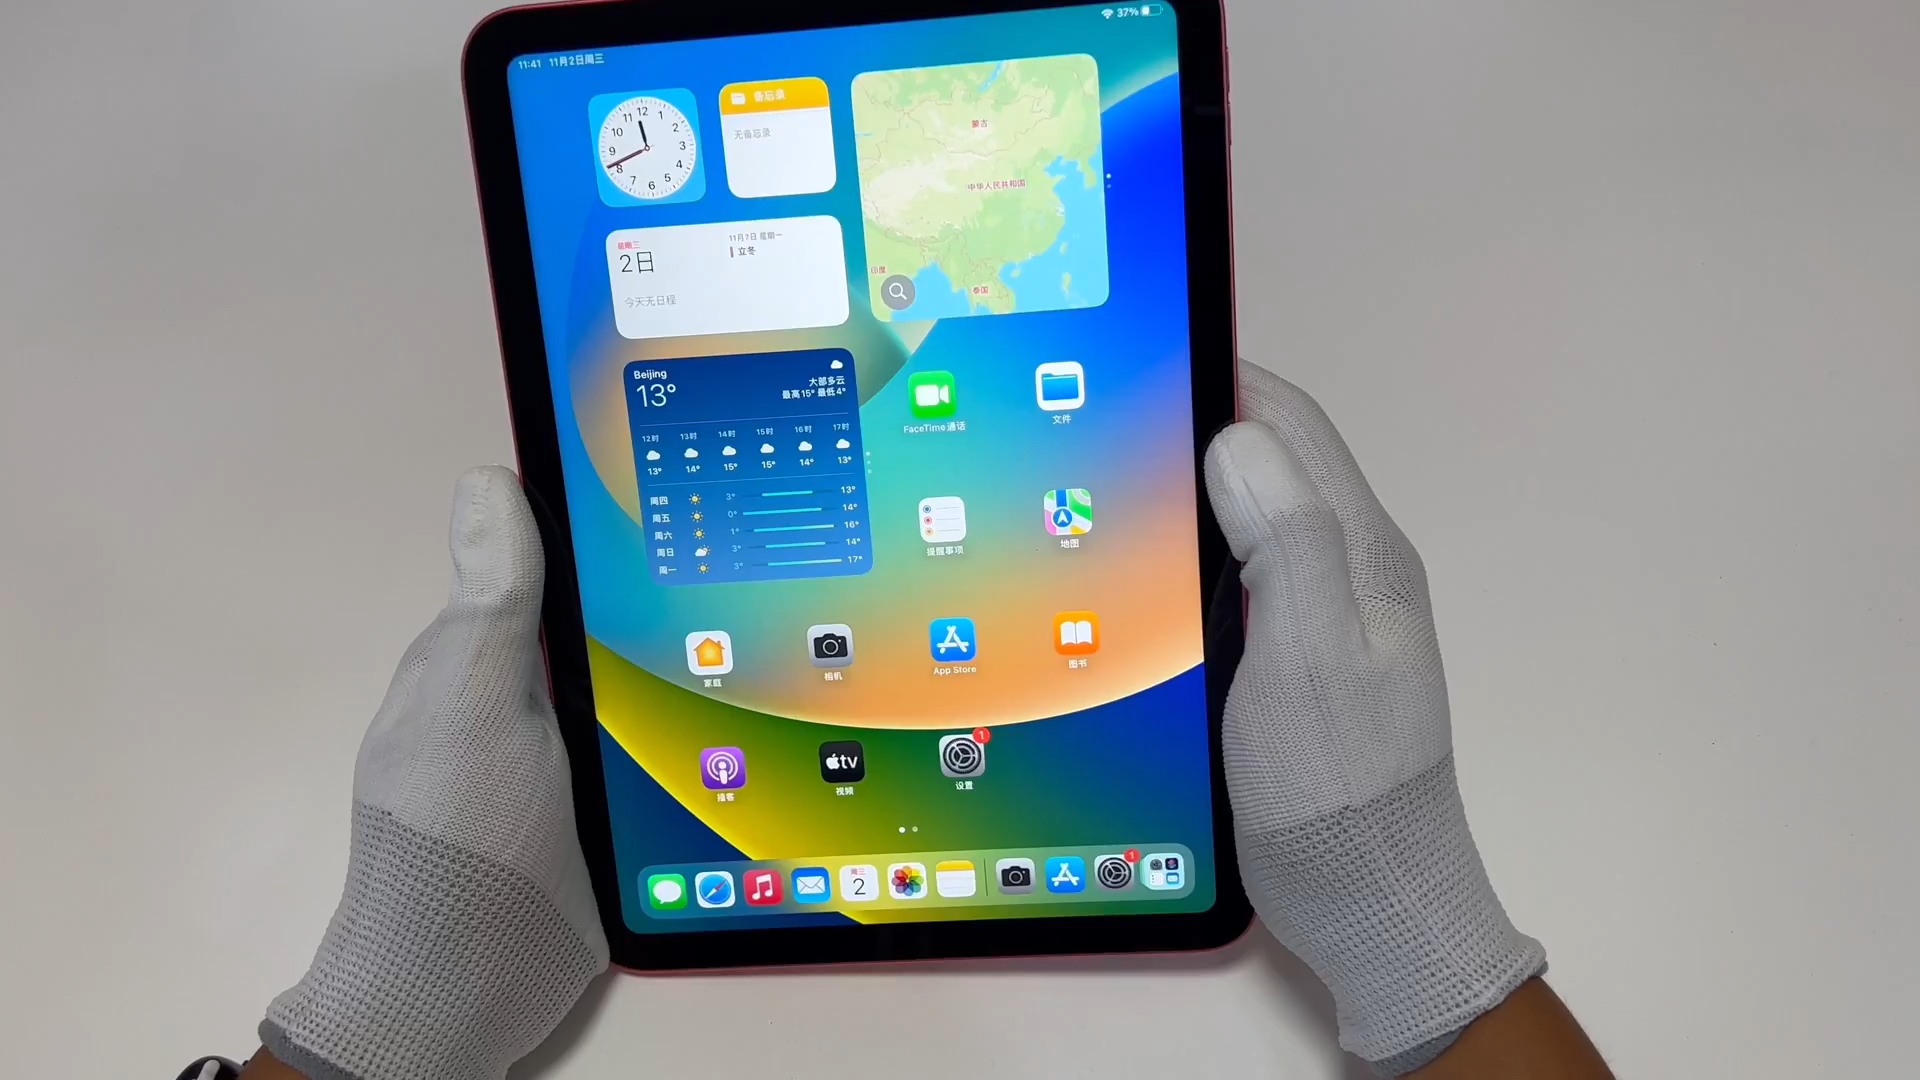 11:41 11月2日周三
37%
12
1
2
3
4
5
6
7
8
9
10
11
备忘录
无备忘录
蒙古
中华人民共和国
印度
泰国
星期三
2日
今天无日程
11月7日 星期一
立冬
Beijing
13°
大部多云
最高15° 最低4°
12时 13时 14时 15时 16时 17时
13° 14° 15° 15° 14° 13°
周四 3° 13°
周五 0° 14°
周六 1° 16°
周日 3° 14°
周一 3° 17°
FaceTime通话
文件
提醒事项
地图
家庭
相机
App Store
图书
tv
1
播客
视频
设置
周三
2
1